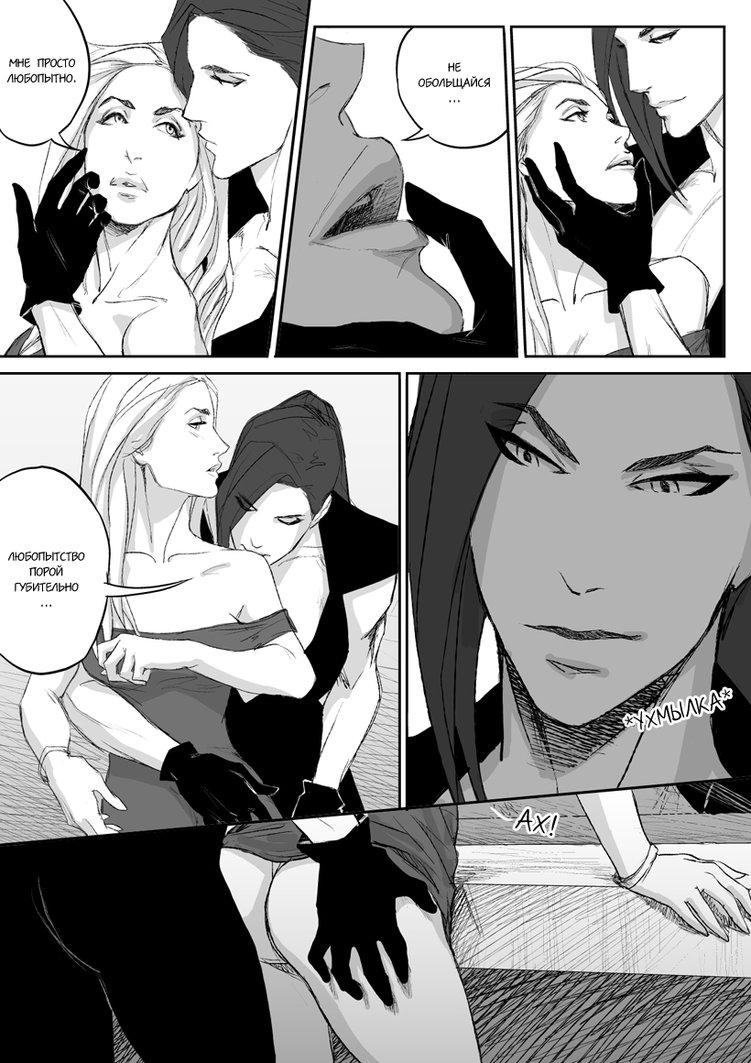 МНЕ ПРОСТО
ЛЮБОПЫТНО.
НЕ
ОБОЛЬЩАЙСЯ
...
ЛЮБОПЫТСТВО
ПОРОЙ
ГУБИТЕЛЬНО
...
*УХМЫЛКА*
АХ!